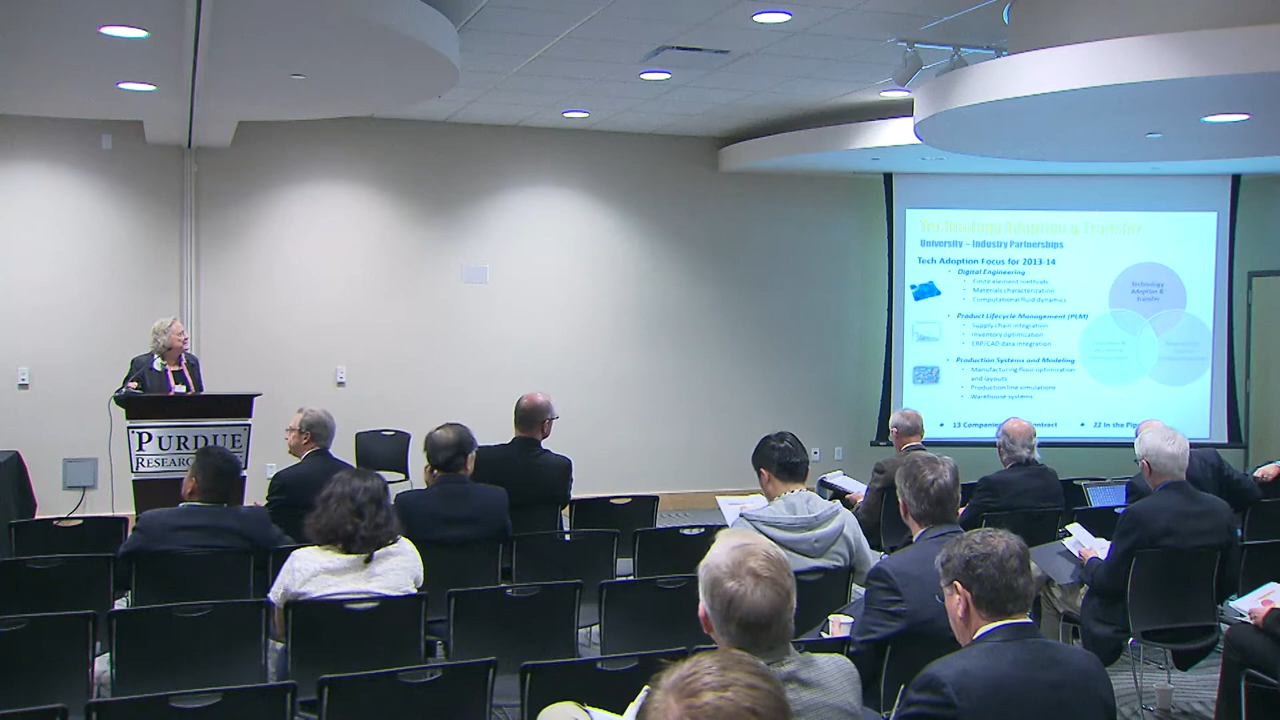 PURDUE
RESEARCH
Technology Adoption & Transfer
University – Industry Partnerships
Tech Adoption Focus for 2013-14
• Digital Engineering
• Finite element methods
• Materials characterization
• Computational fluid dynamics
• Product Lifecycle Management (PLM)
• Supply chain integration
• Inventory optimization
• ERP/CAD data integration
• Production Systems and Modeling
• Manufacturing floor optimization
and layouts
• Production line simulations
• Warehouse systems
13 Companies
22 In the
Technology
Adoption &
Transfer